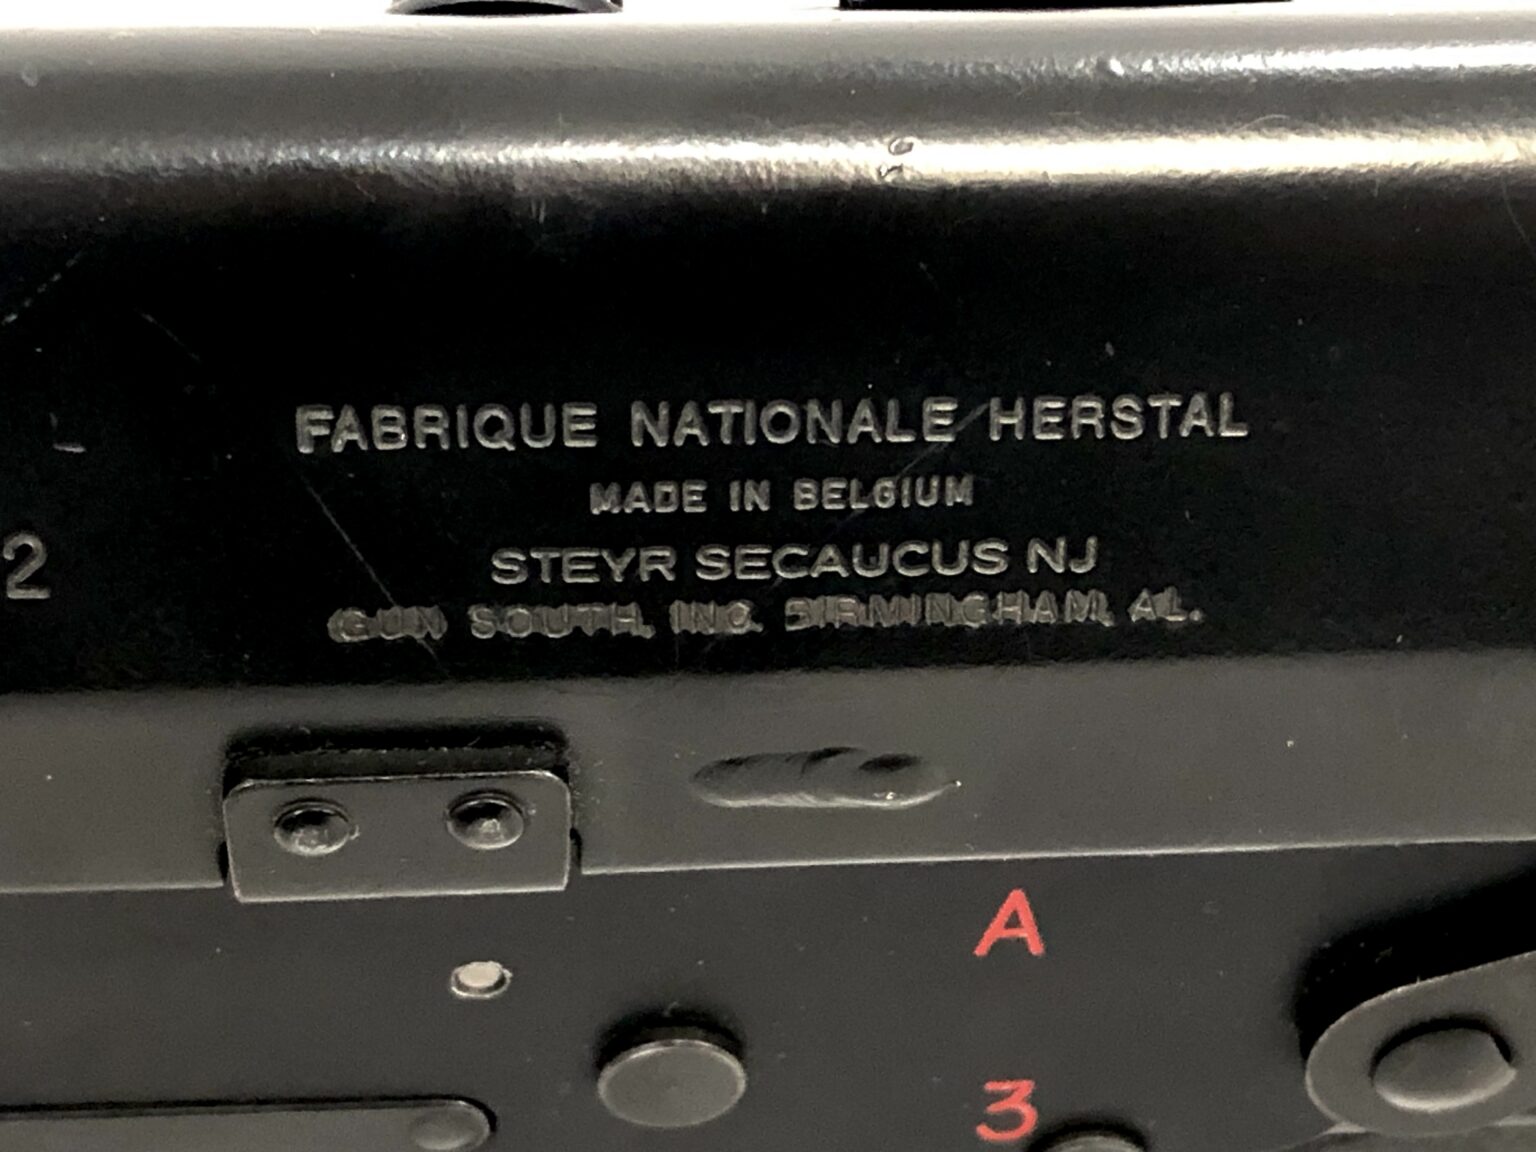 FABRIQUE NATIONALE HERSTAL
MADE IN BELGIUM
2
STEYR SECAUCUS NJ
GUN SOUTH, INC. BIRMINGHAM, AL.
A
3